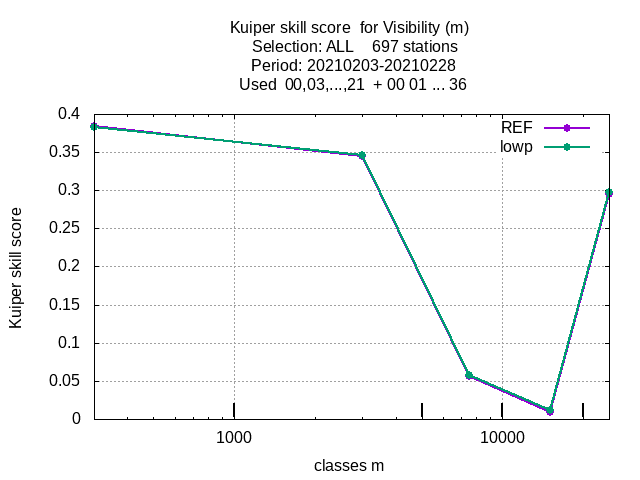 Kuiper skill score  for Visibility (m)
Selection: ALL    697 stations
Period: 20210203-20210228
Used  00,03,...,21  + 00 01 ... 36
REF
lowp
Kuiper skill score
0.4
0.35
0.3
0.25
0.2
0.15
0.1
0.05
0
1000 10000
classes m